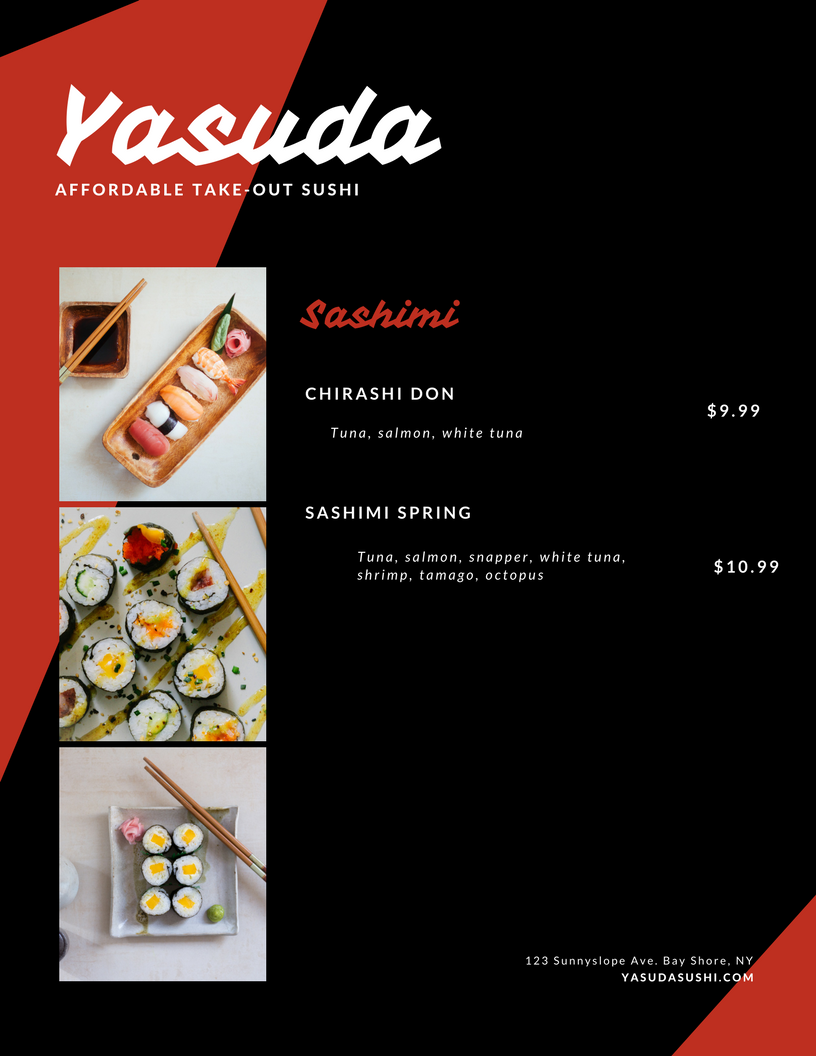 Yasuda
AFFORDABLE TAKE-OUT SUSHI
Sashimi
CHIRASHI DON
$9.99
Tuna, salmon, white tuna
SASHIMI SPRING
Tuna, salmon, snapper, white tuna,
shrimp, tamago, octopus
$10.99
123 Sunnyslope Ave. Bay Shore, NY
YASUDASUSHI.COM